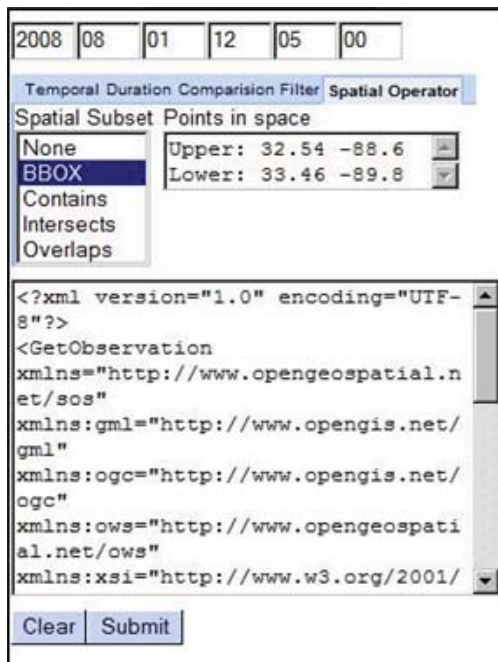 2008 08 01 12 05 00
Temporal Duration Comparision Filter Spatial Operator
Spatial Subset Points in space
None
BBOX
Contains
Intersects
Overlaps
Upper: 32.54 -88.6
Lower: 33.46 -89.8
<?xml version="1.0" encoding="UTF-
8"?>
<GetObservation
xmlns="http://www.opengeospatial.n
et/sos"
xmlns:gml="http://www.opengis.net/
gml"
xmlns:ogc="http://www.opengis.net/
ogc"
xmlns:ows="http://www.opengeospati
al.net/ows"
xmlns:xsi="http://www.w3.org/2001/
Clear Submit